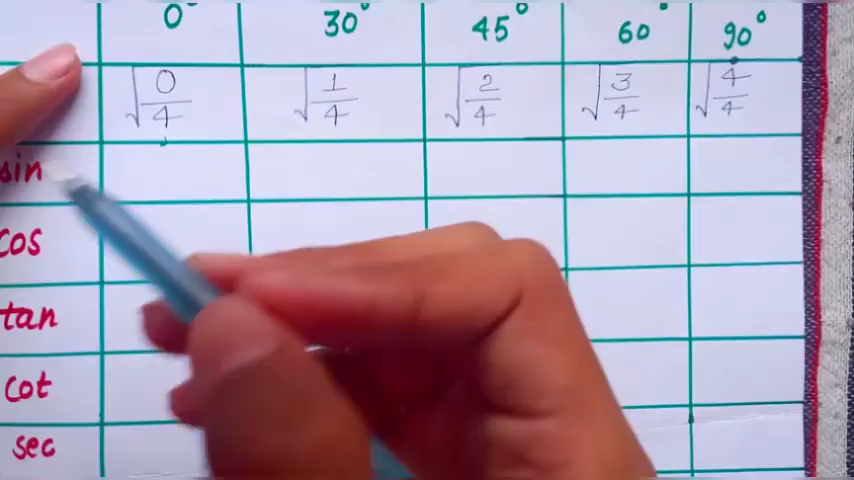 0° 30° 45° 60° 90°
√0/4 √1/4 √2/4 √3/4 √4/4
sin
cos
tan
cot
sec